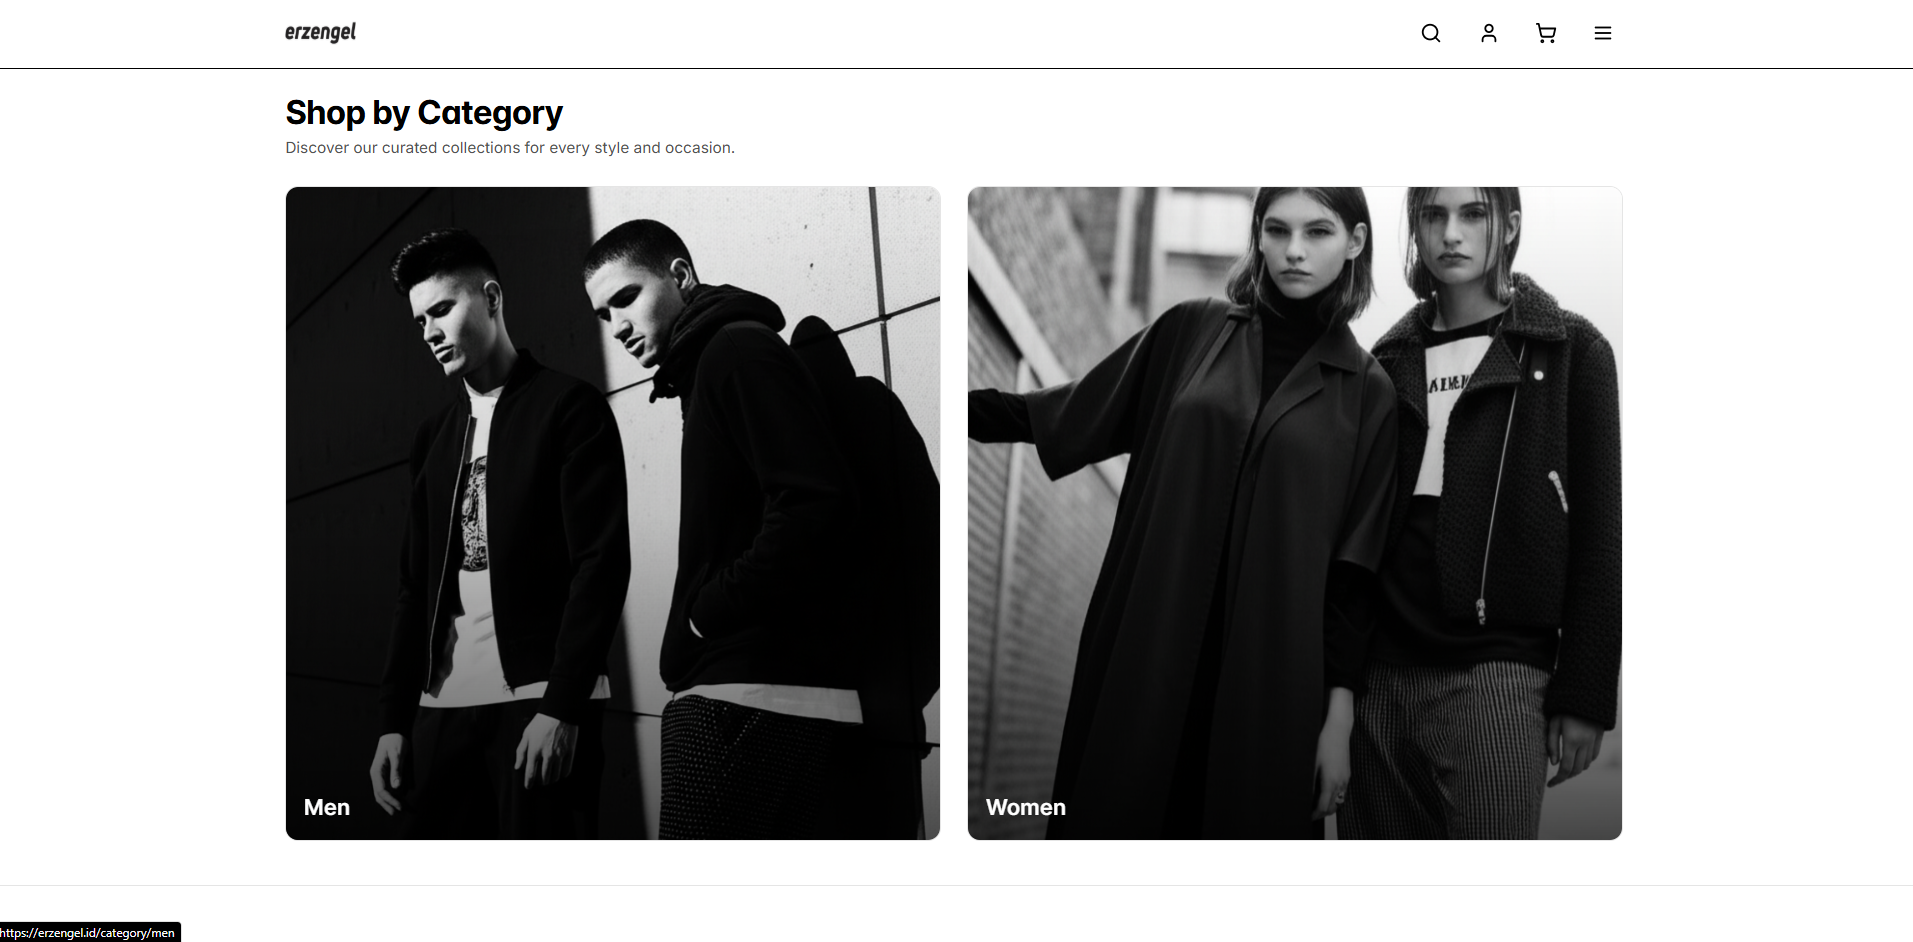 erzengel
Shop by Category
Discover our curated collections for every style and occasion.
Men
Women
https://erzengel.id/category/men